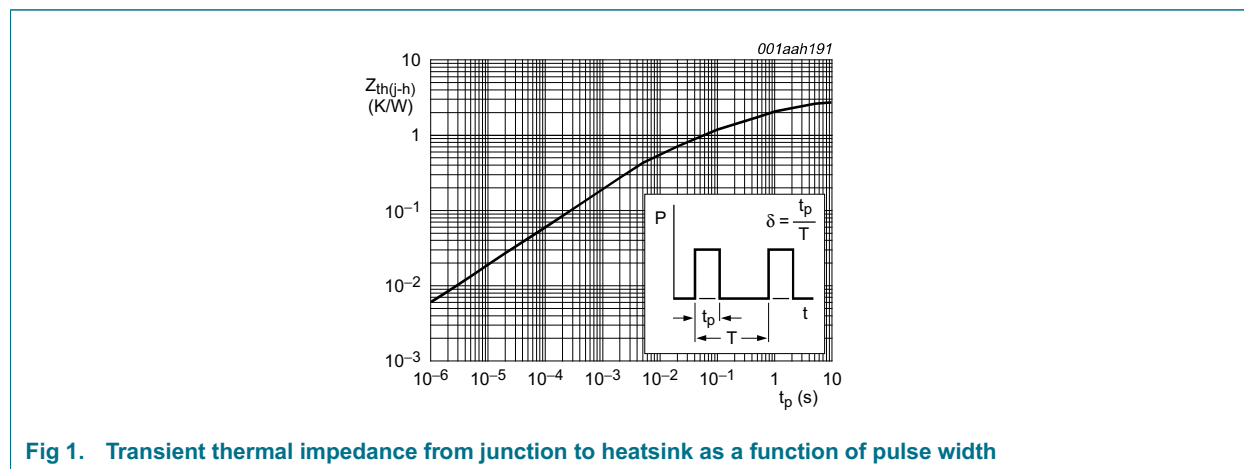 001aah191
10
Zth(j-h)
(K/W)
1
10−1
10−2
10−3
P
δ = tp
T
tp
t
T
10−6 10−5 10−4 10−3 10−2 10−1 1 10
tp (s)
Fig 1. Transient thermal impedance from junction to heatsink as a function of pulse width